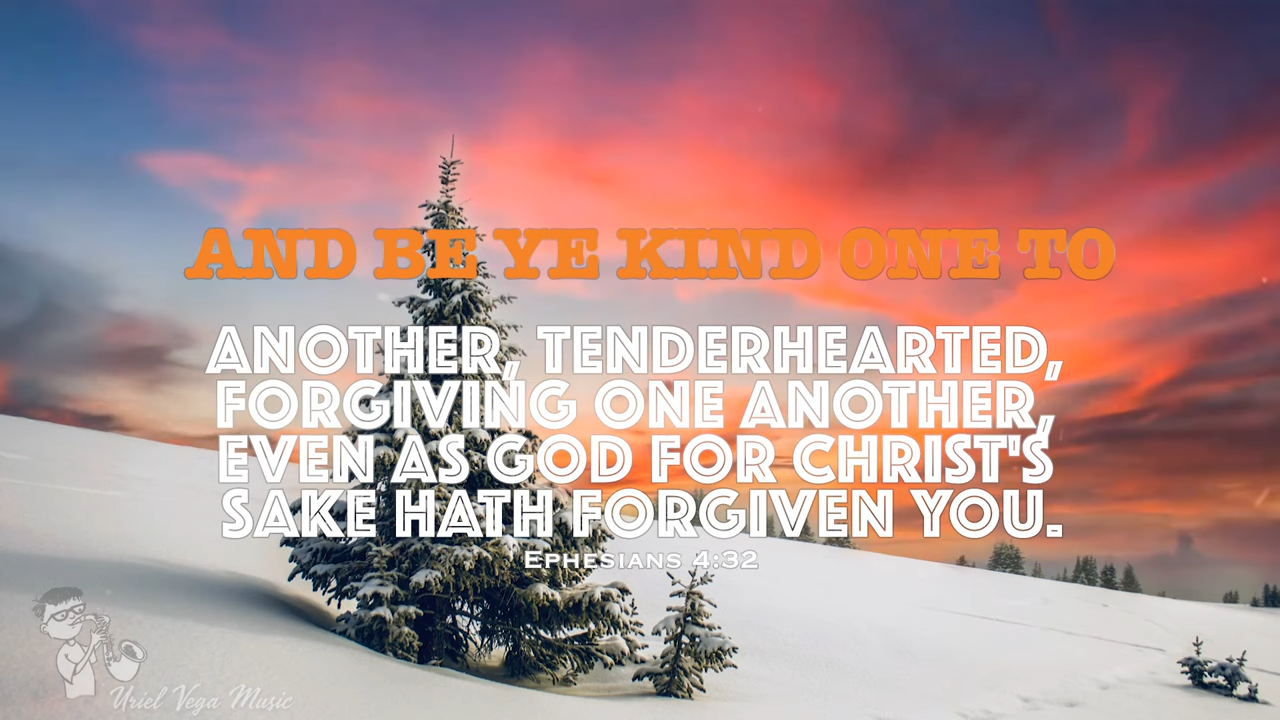 AND BE YE KIND ONE TO
ANOTHER, TENDERHEARTED,
FORGIVING ONE ANOTHER,
EVEN AS GOD FOR CHRIST'S
SAKE HATH FORGIVEN YOU.
EPHESIANS 4:32
Uriel Vega Music